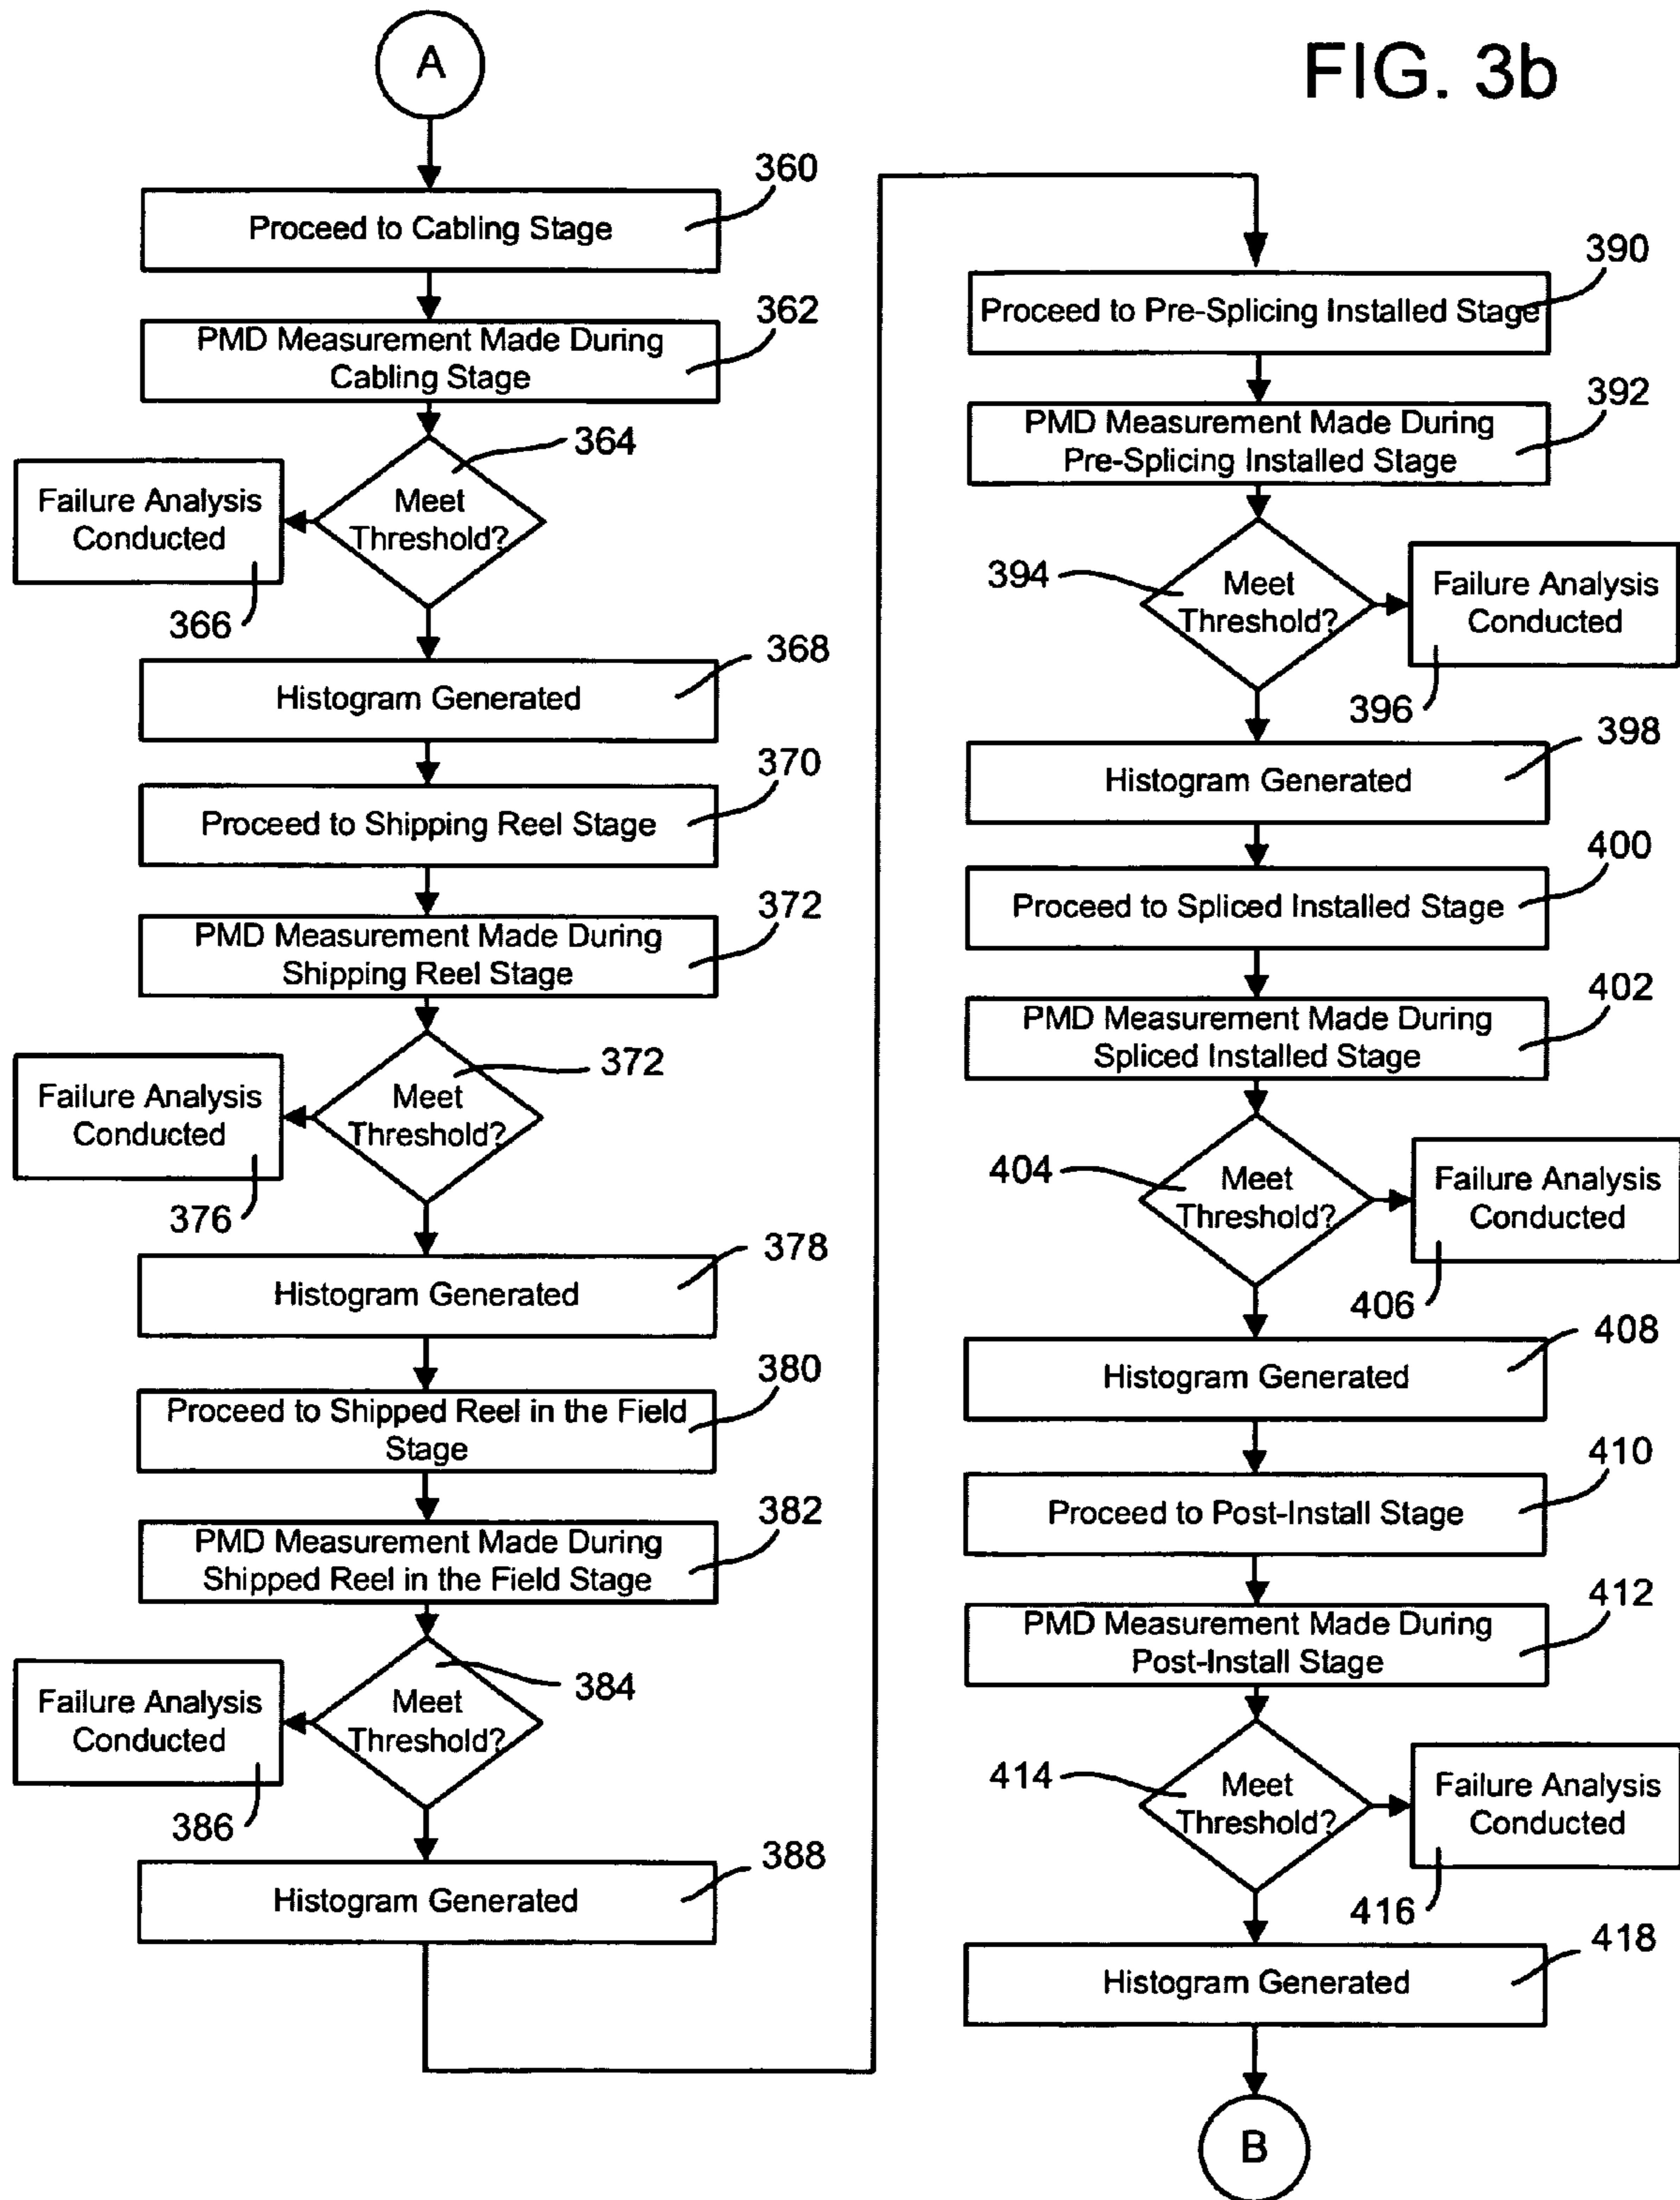 FIG. 3b
A
360
Proceed to Cabling Stage
362
PMD Measurement Made During
Cabling Stage
364
Meet
Threshold?
Failure Analysis
Conducted
366
368
Histogram Generated
370
Proceed to Shipping Reel Stage
372
PMD Measurement Made During
Shipping Reel Stage
372
Meet
Threshold?
Failure Analysis
Conducted
376
378
Histogram Generated
380
Proceed to Shipped Reel in the Field
Stage
382
PMD Measurement Made During
Shipped Reel in the Field Stage
384
Meet
Threshold?
Failure Analysis
Conducted
386
388
Histogram Generated
390
Proceed to Pre-Splicing Installed Stage
392
PMD Measurement Made During
Pre-Splicing Installed Stage
394
Meet
Threshold?
Failure Analysis
Conducted
396
398
Histogram Generated
400
Proceed to Spliced Installed Stage
402
PMD Measurement Made During
Spliced Installed Stage
404
Meet
Threshold?
Failure Analysis
Conducted
406
408
Histogram Generated
410
Proceed to Post-Install Stage
412
PMD Measurement Made During
Post-Install Stage
414
Meet
Threshold?
Failure Analysis
Conducted
416
418
Histogram Generated
B